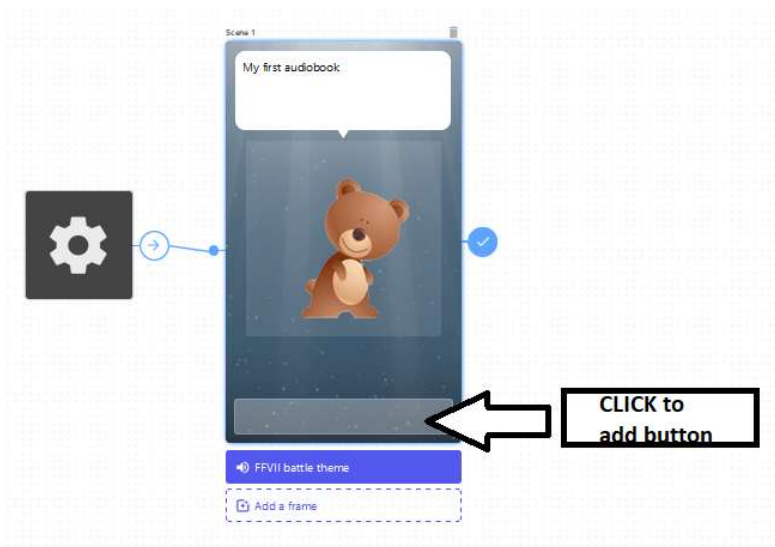 Scene 1
My first audiobook
CLICK to
add button
FFVII battle theme
Add a frame